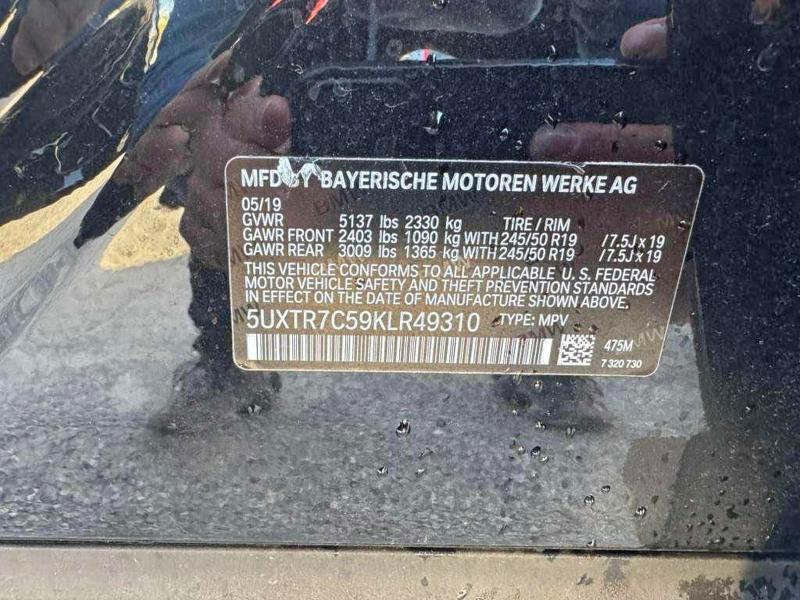 MFD BY BAYERISCHE MOTOREN WERKE AG
05/19
GVWR 5137 lbs 2330 kg TIRE / RIM
GAWR FRONT 2403 lbs 1090 kg WITH 245/50 R19 / 7.5J x 19
GAWR REAR 3009 lbs 1365 kg WITH 245/50 R19 / 7.5J x 19
THIS VEHICLE CONFORMS TO ALL APPLICABLE U. S. FEDERAL
MOTOR VEHICLE SAFETY AND THEFT PREVENTION STANDARDS
IN EFFECT ON THE DATE OF MANUFACTURE SHOWN ABOVE.
5UXTR7C59KLR49310 TYPE: MPV
475M
7 320 730